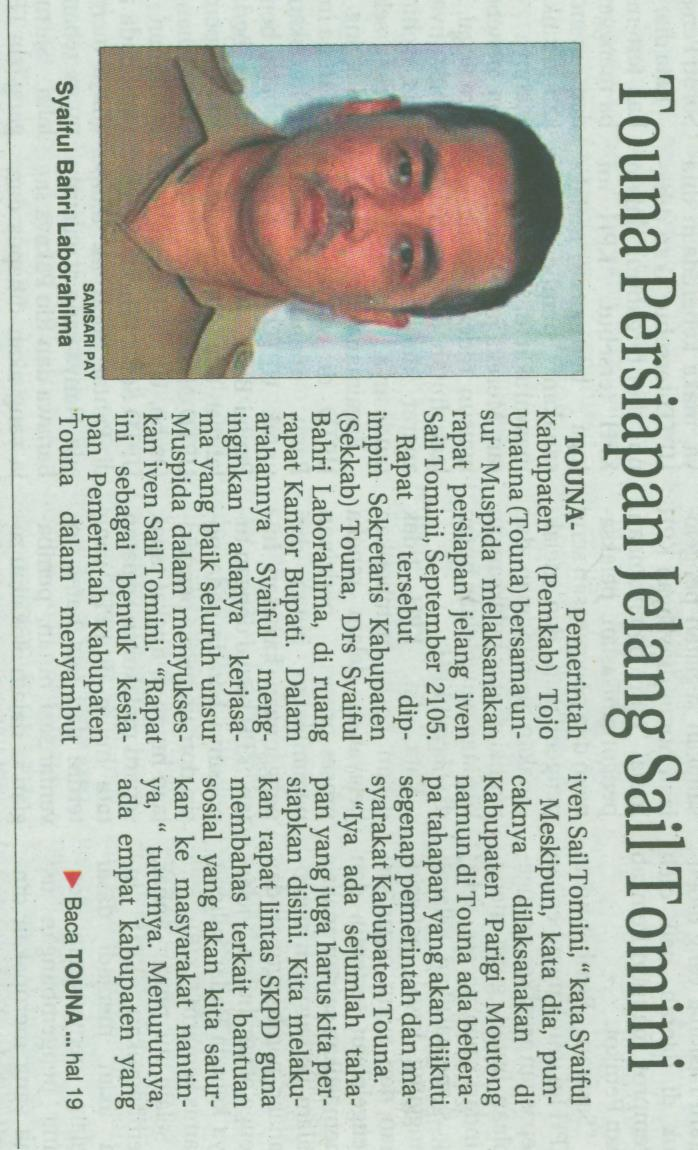 Touna Persiapan Jelang Sail Tomini
SAMSARI PAY
Syaiful Bahri Laborahima
TOUNA- Pemerintah
Kabupaten (Pemkab) Tojo
Unauna (Touna) bersama un-
sur Muspida melaksanakan
rapat persiapan jelang iven
Sail Tomini, September 2105.
Rapat tersebut dip-
impin Sekretaris Kabupaten
(Sekkab) Touna, Drs Syaiful
Bahri Laborahima, di ruang
rapat Kantor Bupati. Dalam
arahannya Syaiful meng-
inginkan adanya kerjasa-
ma yang baik seluruh unsur
Muspida dalam menyukses-
kan iven Sail Tomini. “Rapat
ini sebagai bentuk kesia-
pan Pemerintah Kabupaten
Touna dalam menyambut
iven Sail Tomini, “ kata Syaiful
Meskipun, kata dia, pun-
caknya dilaksanakan di
Kabupaten Parigi Moutong
namun di Touna ada bebera-
pa tahapan yang akan diikuti
segenap pemerintah dan ma-
syarakat Kabupaten Touna.
“Iya ada sejumlah taha-
pan yang juga harus kita per-
siapkan disini. Kita melaku-
kan rapat lintas SKPD guna
membahas terkait bantuan
sosial yang akan kita salur-
kan ke masyarakat nantin-
ya, “ tuturnya. Menurutnya,
ada empat kabupaten yang
Baca TOUNA ... hal 19